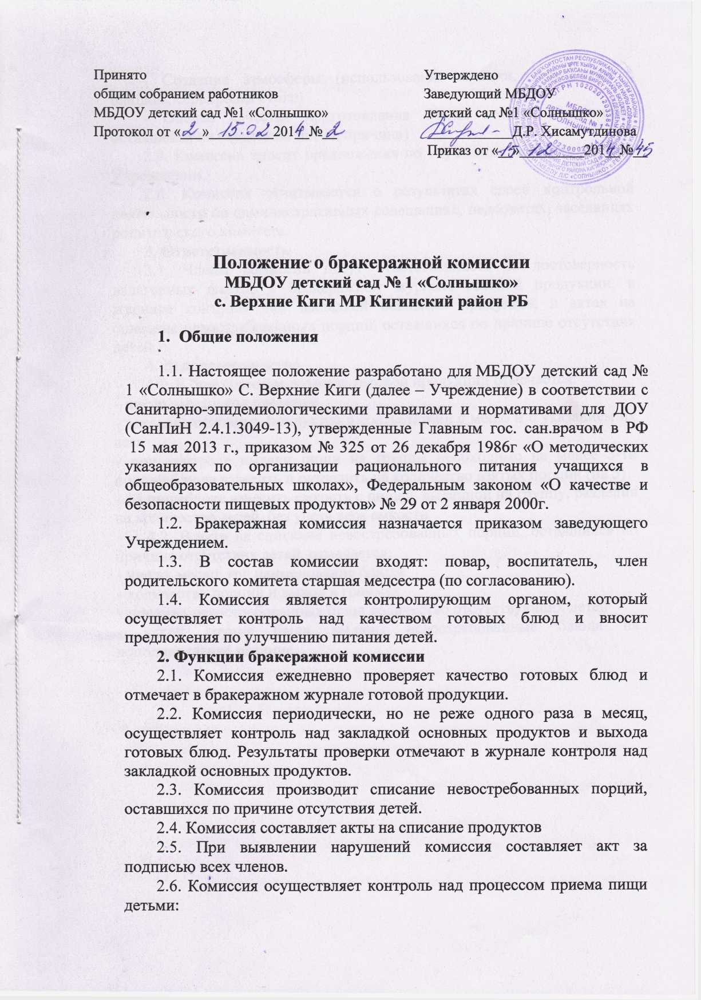 Принято
общим собранием работников
МБДОУ детский сад №1 «Солнышко»
Протокол от «2» 15.02 2014 № 2
Утверждено
Заведующий МБДОУ
детский сад №1 «Солнышко»
Д.Р. Хисамутдинова
Приказ от «15» 12 2014 № 45
МБДОУ
детский сад № 1
«СОЛНЫШКО»
Положение о бракеражной комиссии
МБДОУ детский сад № 1 «Солнышко»
с. Верхние Киги МР Кигинский район РБ
1. Общие положения
1.1. Настоящее положение разработано для МБДОУ детский сад №
1 «Солнышко» С. Верхние Киги (далее – Учреждение) в соответствии с
Санитарно-эпидемиологическими правилами и нормативами для ДОУ
(СанПиН 2.4.1.3049-13), утвержденные Главным гос. сан.врачом в РФ
15 мая 2013 г., приказом № 325 от 26 декабря 1986г «О методических
указаниях по организации рационального питания учащихся в
общеобразовательных школах», Федеральным законом «О качестве и
безопасности пищевых продуктов» № 29 от 2 января 2000г.
1.2. Бракеражная комиссия назначается приказом заведующего
Учреждением.
1.3. В состав комиссии входят: повар, воспитатель, член
родительского комитета старшая медсестра (по согласованию).
1.4. Комиссия является контролирующим органом, который
осуществляет контроль над качеством готовых блюд и вносит
предложения по улучшению питания детей.
2. Функции бракеражной комиссии
2.1. Комиссия ежедневно проверяет качество готовых блюд и
отмечает в бракеражном журнале готовой продукции.
2.2. Комиссия периодически, но не реже одного раза в месяц,
осуществляет контроль над закладкой основных продуктов и выхода
готовых блюд. Результаты проверки отмечают в журнале контроля над
закладкой основных продуктов.
2.3. Комиссия производит списание невостребованных порций,
оставшихся по причине отсутствия детей.
2.4. Комиссия составляет акты на списание продуктов
2.5. При выявлении нарушений комиссия составляет акт за
подписью всех членов.
2.6. Комиссия осуществляет контроль над процессом приема пищи
детьми: